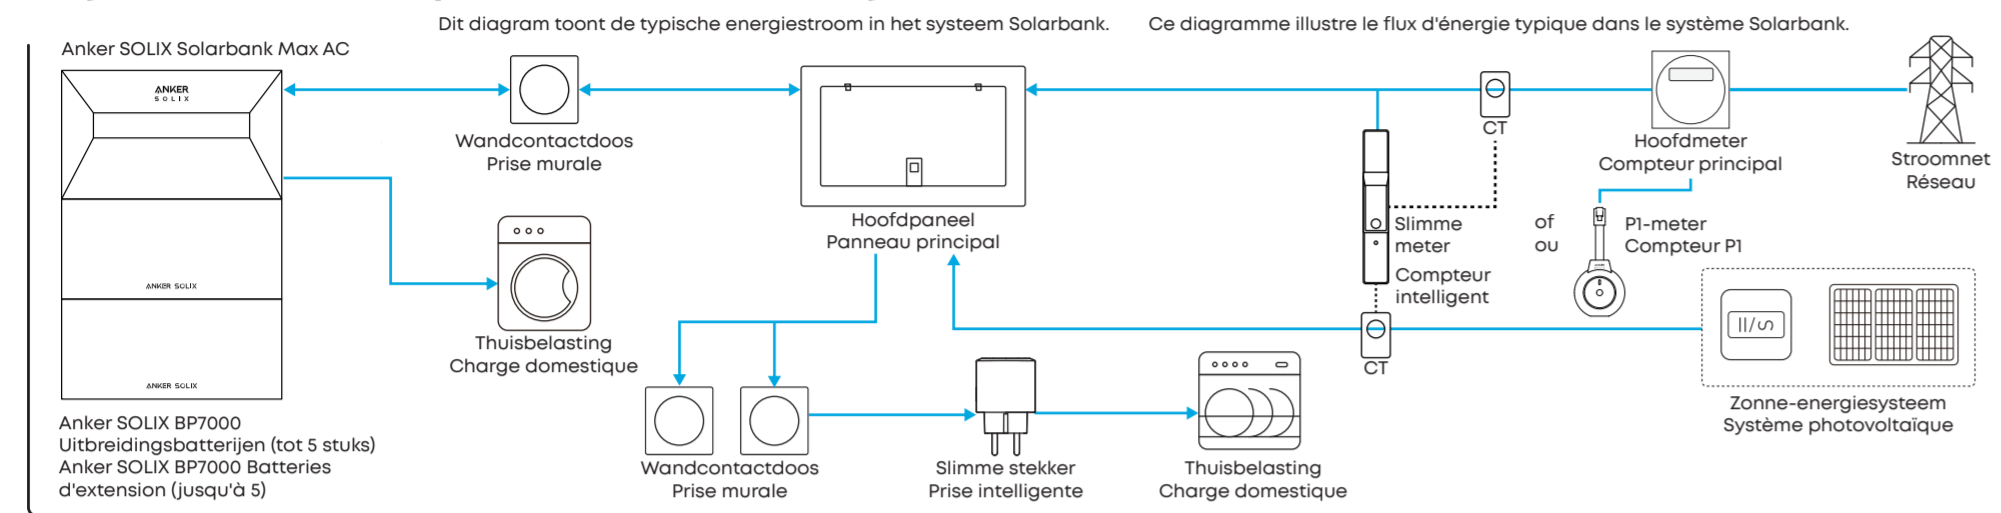 Dit diagram toont de typische energiestroom in het systeem Solarbank.
Ce diagramme illustre le flux d'énergie typique dans le système Solarbank.
Anker SOLIX Solarbank Max AC
ANKER
SOLIX
Wandcontactdoos
Prise murale
CT
Hoofdmeter
Compteur principal
Stroomnet
Réseau
Hoofdpaneel
Panneau principal
Slimme
meter
Compteur
intelligent
of
ou
P1-meter
Compteur P1
ANKER SOLIX
Thuisbelasting
Charge domestique
CT
ANKER SOLIX
Zonne-energiesysteem
Système photovoltaïque
Anker SOLIX BP7000
Uitbreidingsbatterijen (tot 5 stuks)
Anker SOLIX BP7000 Batteries
d'extension (jusqu'à 5)
Wandcontactdoos
Prise murale
Slimme stekker
Prise intelligente
Thuisbelasting
Charge domestique